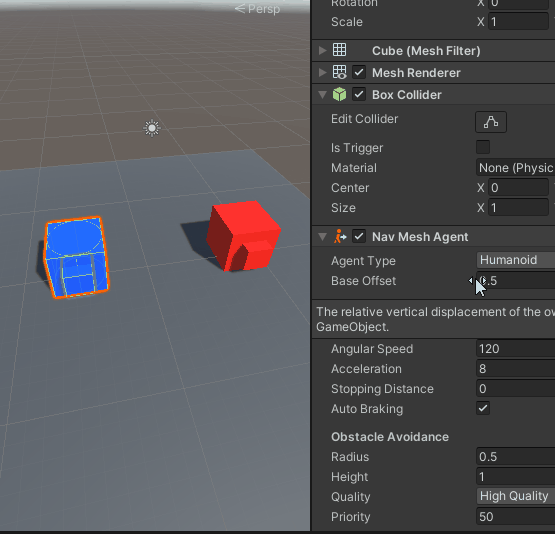 Persp
Rotation X 0
Scale X 1
Cube (Mesh Filter)
Mesh Renderer
Box Collider
Edit Collider
Is Trigger
Material None (Physic
Center X 0
Size X 1
Nav Mesh Agent
Agent Type Humanoid
Base Offset .5
The relative vertical displacement of the ow
GameObject.
Angular Speed 120
Acceleration 8
Stopping Distance 0
Auto Braking
Obstacle Avoidance
Radius 0.5
Height 1
Quality High Quality
Priority 50